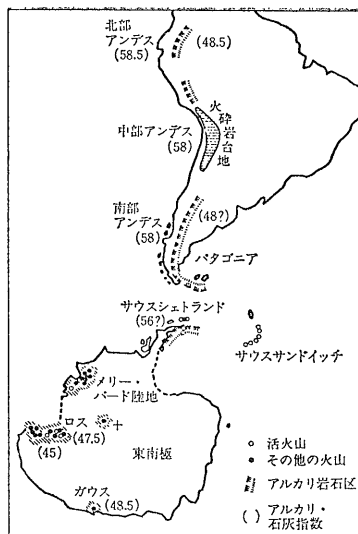 北部
アンデス
(58.5)
(48.5)
火砕岩台地
中部アンデス
(58)
南部
アンデス
(58)
(48?)
パタゴニア
サウスシェトランド
(56?)
サウスサンドイッチ
メリー・
バード陸地
ロス
(47.5)
(45)
東南極
ガウス
(48.5)
活火山
その他の火山
アルカリ岩石区
( ) アルカリ・
石灰指数